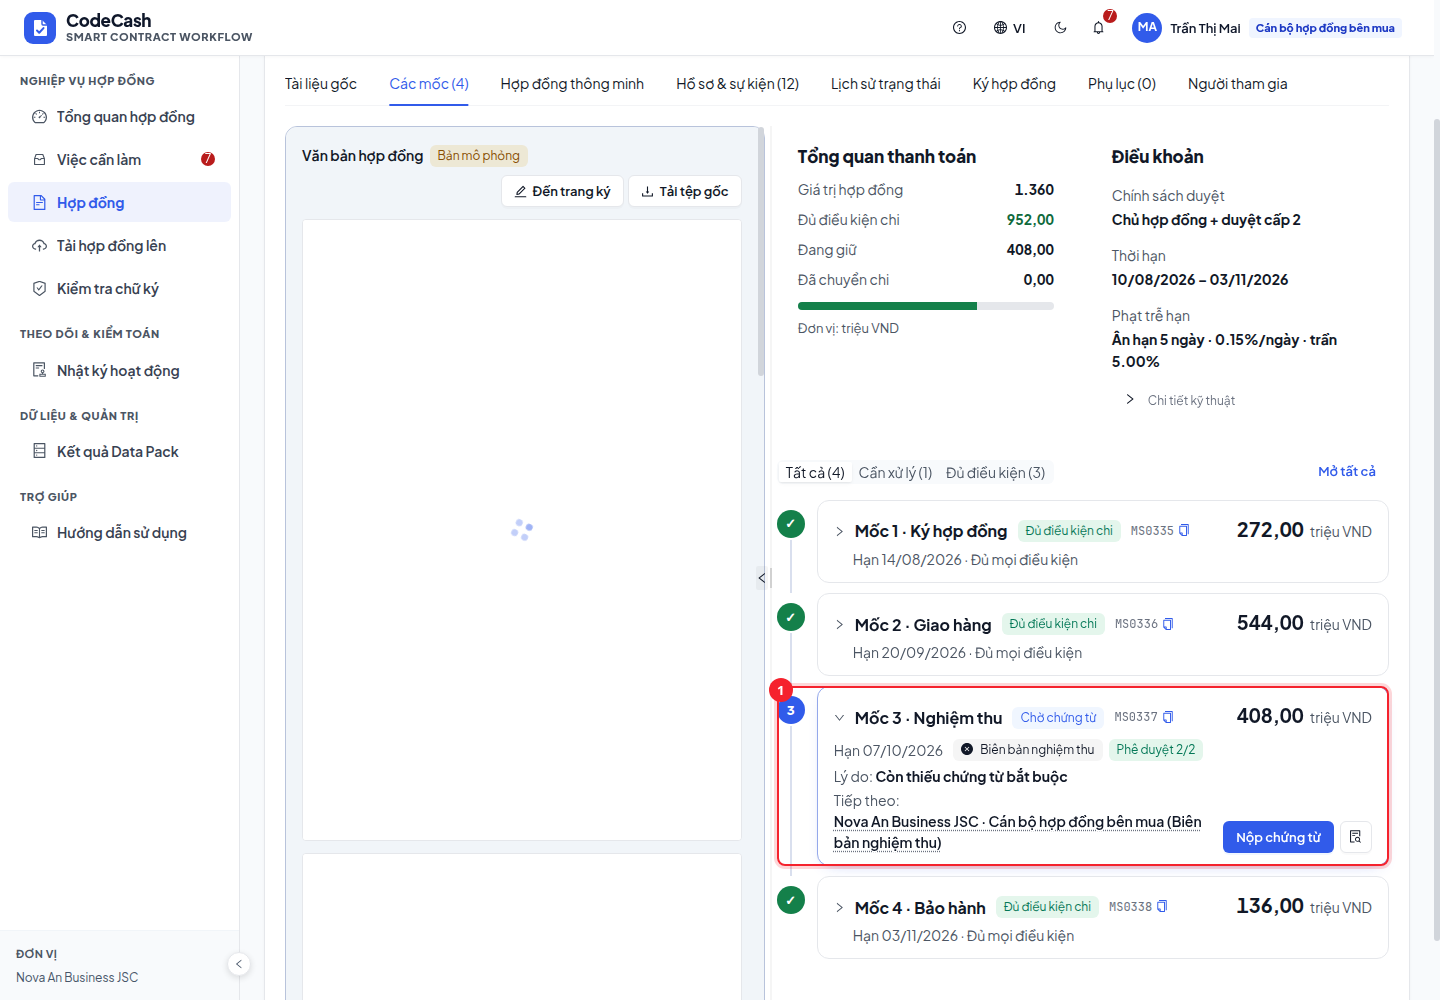 CodeCash
SMART CONTRACT WORKFLOW
VI
7
MA
Trần Thị Mai
Cán bộ hợp đồng bên mua
NGHIỆP VỤ HỢP ĐỒNG
Tổng quan hợp đồng
Việc cần làm
7
Hợp đồng
Tải hợp đồng lên
Kiểm tra chữ ký
THEO DÕI & KIỂM TOÁN
Nhật ký hoạt động
DỮ LIỆU & QUẢN TRỊ
Kết quả Data Pack
TRỢ GIÚP
Hướng dẫn sử dụng
ĐƠN VỊ
Nova An Business JSC
Tài liệu gốc
Các mốc (4)
Hợp đồng thông minh
Hồ sơ & sự kiện (12)
Lịch sử trạng thái
Ký hợp đồng
Phụ lục (0)
Người tham gia
Văn bản hợp đồng
Bản mô phỏng
Đến trang ký
Tải tệp gốc
Tổng quan thanh toán
Giá trị hợp đồng 1.360
Đủ điều kiện chi 952,00
Đang giữ 408,00
Đã chuyển chi 0,00
Đơn vị: triệu VND
Điều khoản
Chính sách duyệt
Chủ hợp đồng + duyệt cấp 2
Thời hạn
10/08/2026 – 03/11/2026
Phạt trễ hạn
Ân hạn 5 ngày · 0.15%/ngày · trần
5.00%
Chi tiết kỹ thuật
Tất cả (4)
Cần xử lý (1)
Đủ điều kiện (3)
Mở tất cả
Mốc 1 · Ký hợp đồng
Đủ điều kiện chi
MS0335
272,00 triệu VND
Hạn 14/08/2026 · Đủ mọi điều kiện
Mốc 2 · Giao hàng
Đủ điều kiện chi
MS0336
544,00 triệu VND
Hạn 20/09/2026 · Đủ mọi điều kiện
1
3
Mốc 3 · Nghiệm thu
Chờ chứng từ
MS0337
408,00 triệu VND
Hạn 07/10/2026
Biên bản nghiệm thu
Phê duyệt 2/2
Lý do: Còn thiếu chứng từ bắt buộc
Tiếp theo:
Nova An Business JSC · Cán bộ hợp đồng bên mua (Biên
bản nghiệm thu)
Nộp chứng từ
Mốc 4 · Bảo hành
Đủ điều kiện chi
MS0338
136,00 triệu VND
Hạn 03/11/2026 · Đủ mọi điều kiện